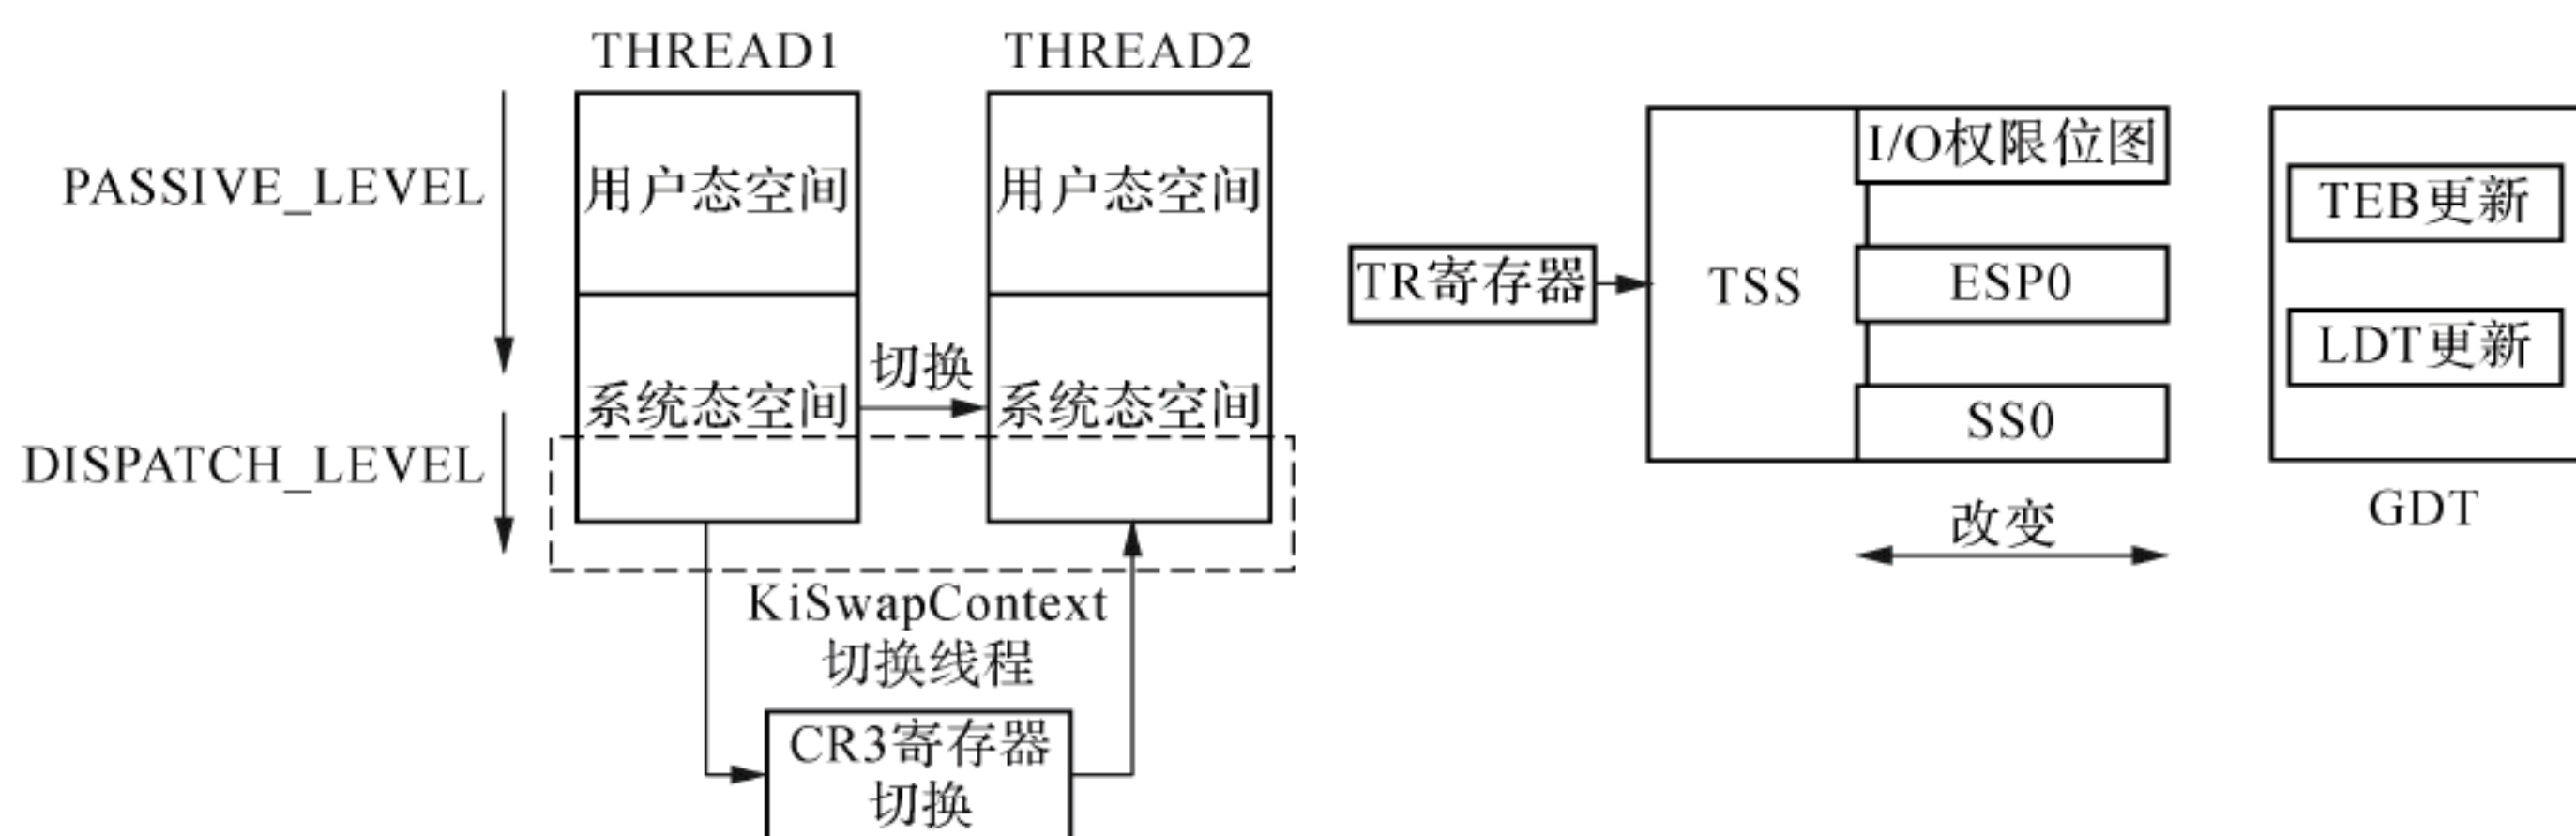 THREAD1
THREAD2
PASSIVE_LEVEL
用户态空间
用户态空间
系统态空间
切换
系统态空间
DISPATCH_LEVEL
KiSwapContext
切换线程
CR3寄存器
切换
TR寄存器
TSS
I/O权限位图
ESP0
SS0
改变
TEB更新
LDT更新
GDT